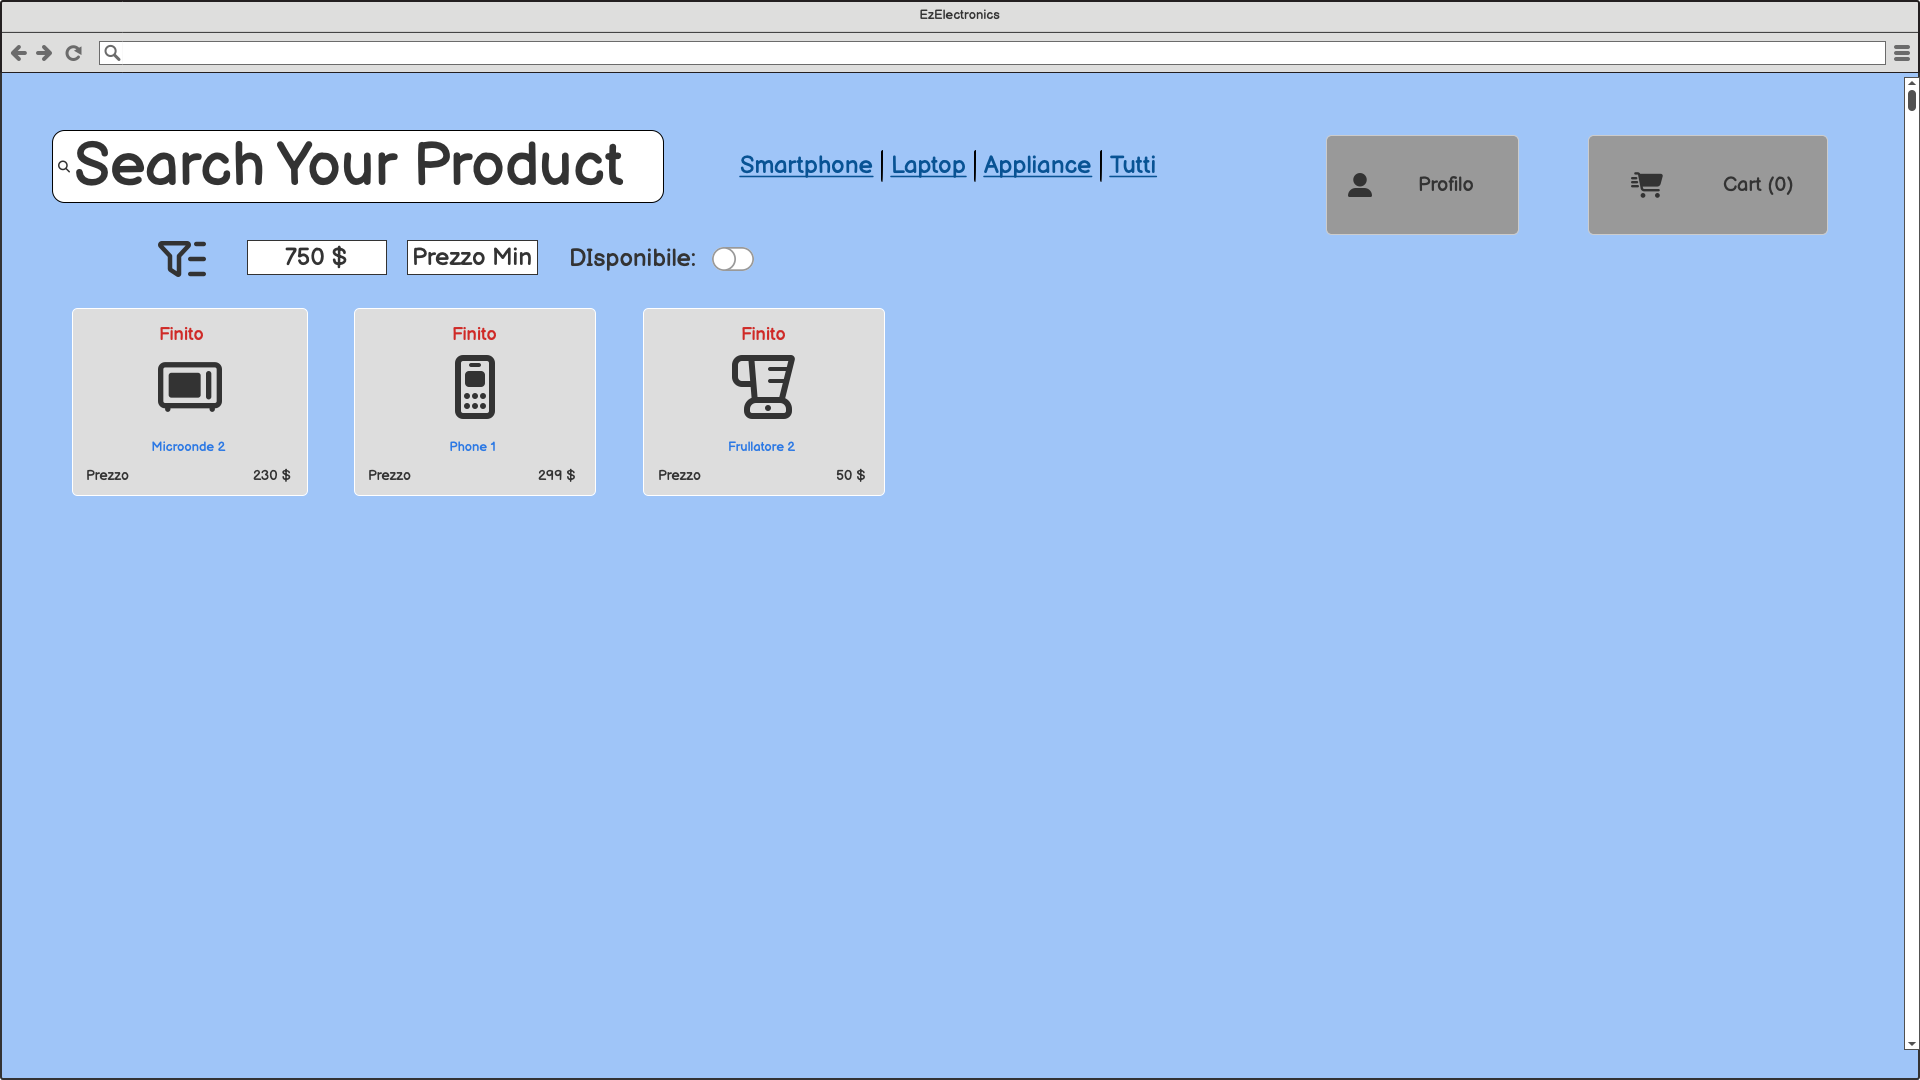 EzElectronics
Search Your Product
Smartphone Laptop Appliance Tutti
Profilo
Cart (0)
750 $
Prezzo Min
DIsponibile:
Finito
Microonde 2
Prezzo 230 $
Finito
Phone 1
Prezzo 299 $
Finito
Frullatore 2
Prezzo 50 $